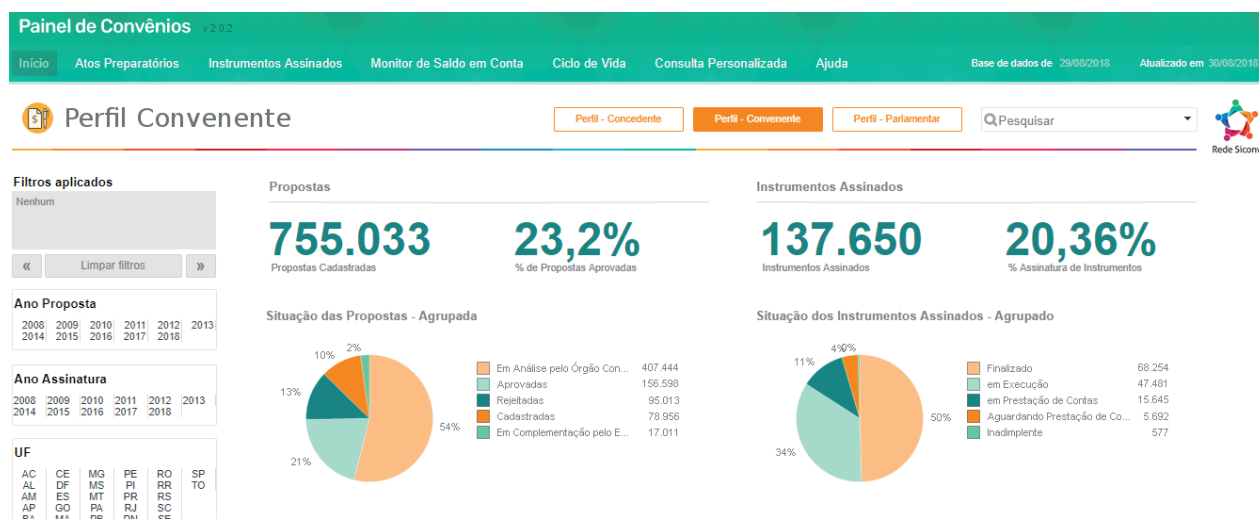 Painel de Convênios v 2.0.2
Início Atos Preparatórios Instrumentos Assinados Monitor de Saldo em Conta Ciclo de Vida Consulta Personalizada Ajuda Base de dados de 29/08/2018 Atualizado em 30/08/2018
Perfil Convenente
Perfil - Concedente Perfil - Convenente Perfil - Parlamentar Pesquisar
Rede Siconv
Filtros aplicados
Nenhum
« Limpar filtros »
Ano Proposta
2008 2009 2010 2011 2012 2013
2014 2015 2016 2017 2018
Ano Assinatura
2008 2009 2010 2011 2012 2013
2014 2015 2016 2017 2018
UF
AC CE MG PE RO SP
AL DF MS PI RR TO
AM ES MT PR RS
AP GO PA RJ SC
BA MA PB RN SE
Propostas
755.033 23,2%
Propostas Cadastradas % de Propostas Aprovadas
Situação das Propostas - Agrupada
2%
10%
13%
21%
54%
Em Análise pelo Órgão Con... 407.444
Aprovadas 156.598
Rejeitadas 95.013
Cadastradas 78.956
Em Complementação pelo E... 17.011
Instrumentos Assinados
137.650 20,36%
Instrumentos Assinados % Assinatura de Instrumentos
Situação dos Instrumentos Assinados - Agrupado
4% 0%
11%
34%
50%
Finalizado 68.254
em Execução 47.481
em Prestação de Contas 15.645
Aguardando Prestação de Co... 5.692
Inadimplente 577